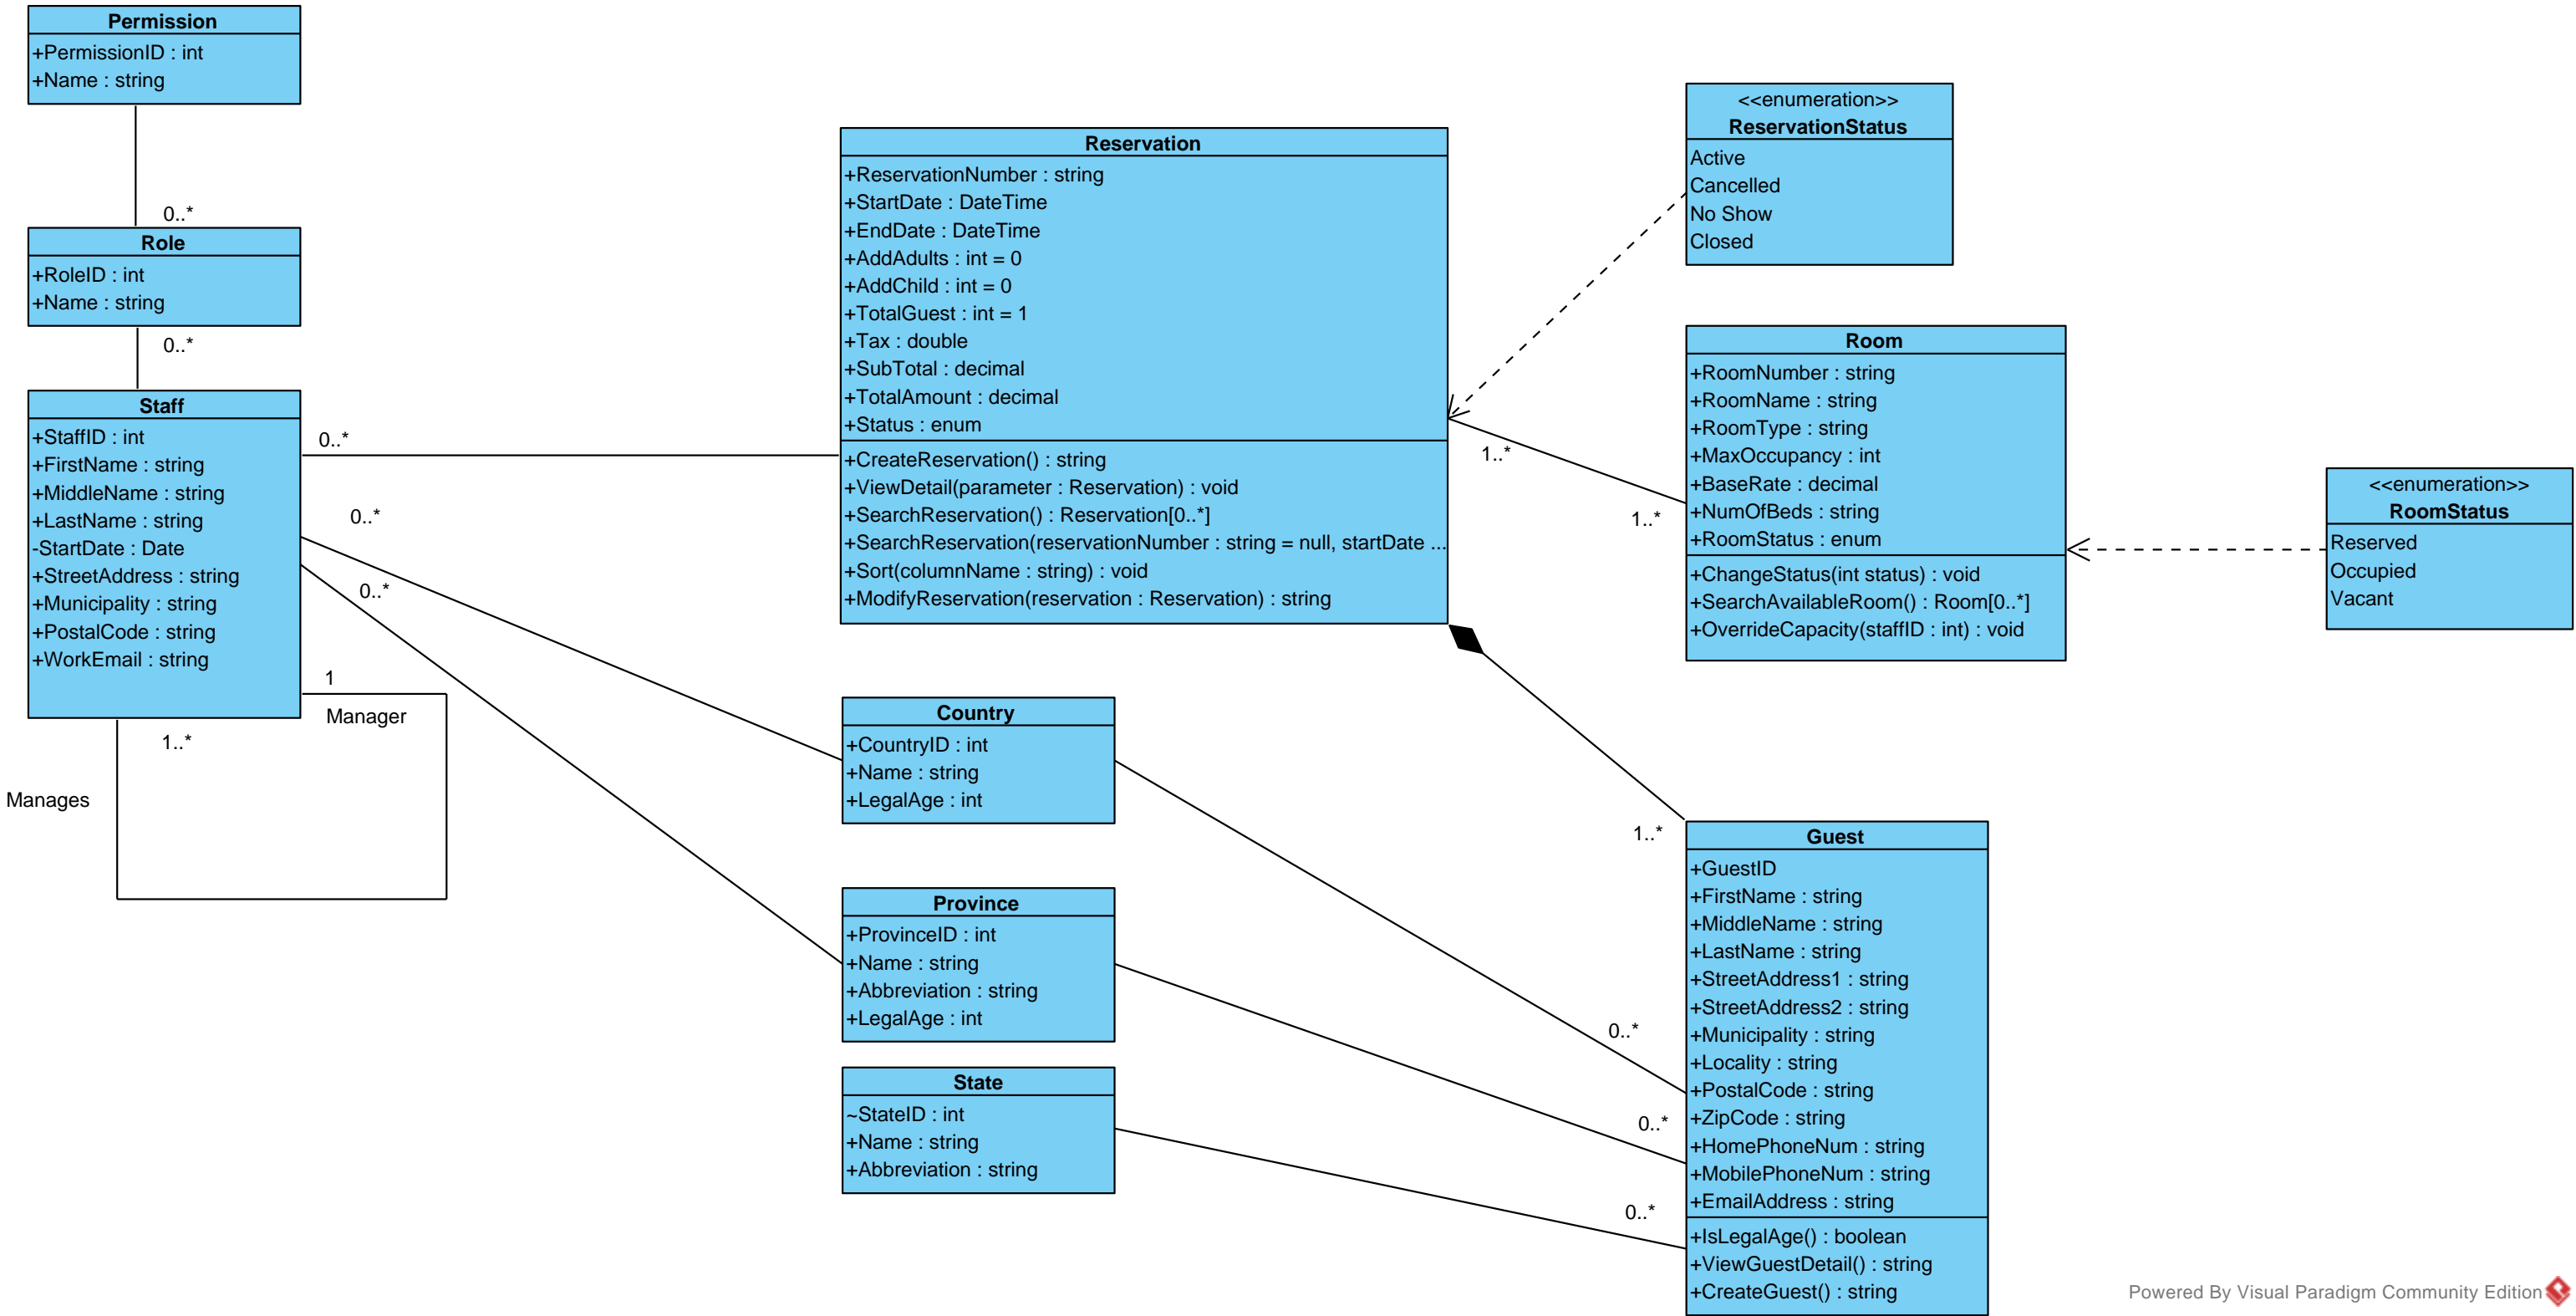 Permission
+PermissionID : int
+Name : string
0..*
Role
+RoleID : int
+Name : string
0..*
Staff
+StaffID : int
+FirstName : string
+MiddleName : string
+LastName : string
-StartDate : Date
+StreetAddress : string
+Municipality : string
+PostalCode : string
+WorkEmail : string
0..*
0..*
0..*
1
Manager
1..*
Manages
Reservation
+ReservationNumber : string
+StartDate : DateTime
+EndDate : DateTime
+AddAdults : int = 0
+AddChild : int = 0
+TotalGuest : int = 1
+Tax : double
+SubTotal : decimal
+TotalAmount : decimal
+Status : enum
+CreateReservation() : string
+ViewDetail(parameter : Reservation) : void
+SearchReservation() : Reservation[0..*]
+SearchReservation(reservationNumber : string = null, startDate ...
+Sort(columnName : string) : void
+ModifyReservation(reservation : Reservation) : string
1..*
1..*
1..*
Country
+CountryID : int
+Name : string
+LegalAge : int
Province
+ProvinceID : int
+Name : string
+Abbreviation : string
+LegalAge : int
State
~StateID : int
+Name : string
+Abbreviation : string
0..*
0..*
0..*
<<enumeration>>
ReservationStatus
Active
Cancelled
No Show
Closed
Room
+RoomNumber : string
+RoomName : string
+RoomType : string
+MaxOccupancy : int
+BaseRate : decimal
+NumOfBeds : string
+RoomStatus : enum
+ChangeStatus(int status) : void
+SearchAvailableRoom() : Room[0..*]
+OverrideCapacity(staffID : int) : void
<<enumeration>>
RoomStatus
Reserved
Occupied
Vacant
Guest
+GuestID
+FirstName : string
+MiddleName : string
+LastName : string
+StreetAddress1 : string
+StreetAddress2 : string
+Municipality : string
+Locality : string
+PostalCode : string
+ZipCode : string
+HomePhoneNum : string
+MobilePhoneNum : string
+EmailAddress : string
+IsLegalAge() : boolean
+ViewGuestDetail() : string
+CreateGuest() : string
Powered By Visual Paradigm Community Edition